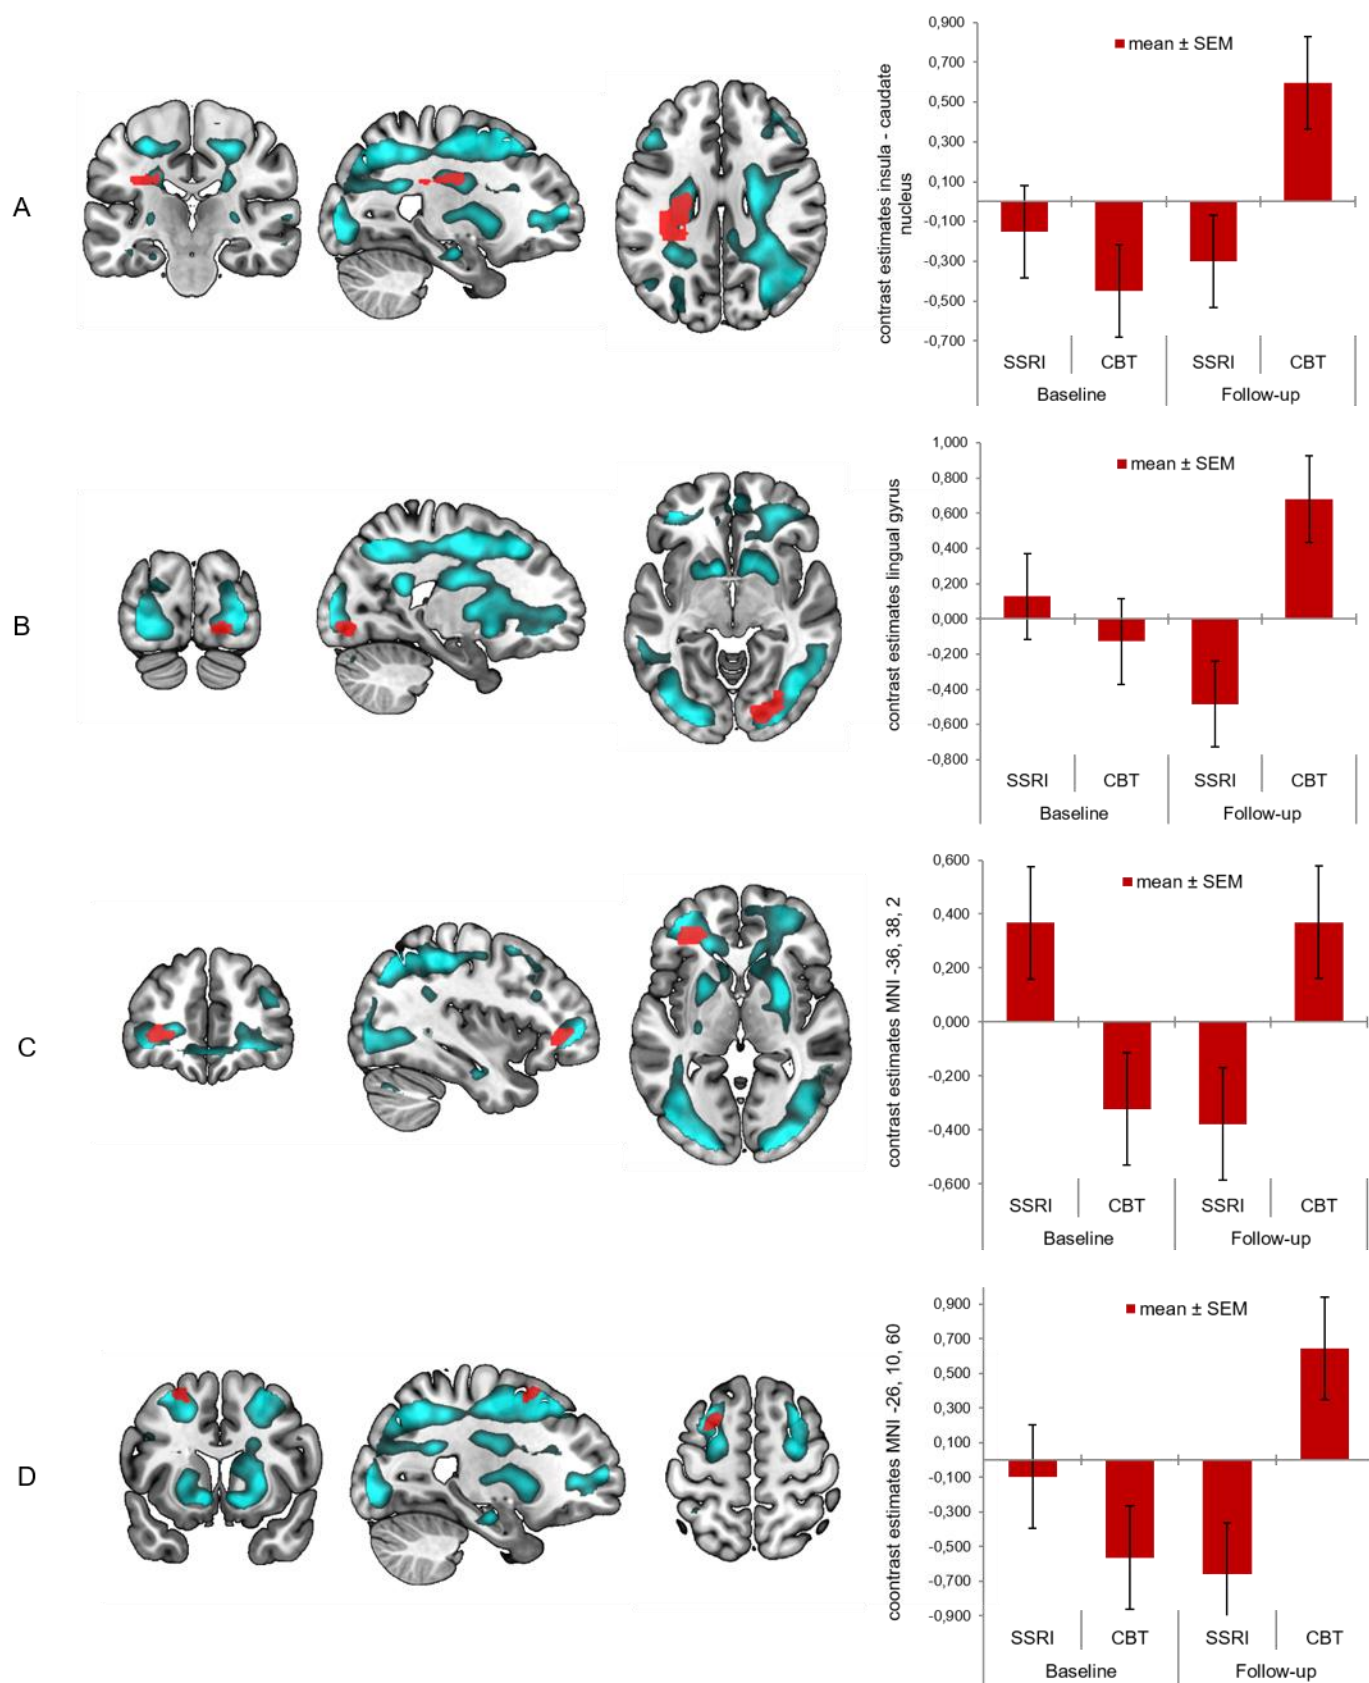 A
contrast estimates insula - caudate
nucleus
0,900
0,700
0,500
0,300
0,100
-0,100
-0,300
-0,500
-0,700
mean ± SEM
SSRI CBT SSRI CBT
Baseline Follow-up
B
contrast estimates lingual gyrus
1,000
0,800
0,600
0,400
0,200
0,000
-0,200
-0,400
-0,600
-0,800
mean ± SEM
SSRI CBT SSRI CBT
Baseline Follow-up
C
contrast estimates MNI -36, 38, 2
0,600
0,400
0,200
0,000
-0,200
-0,400
-0,600
mean ± SEM
SSRI CBT SSRI CBT
Baseline Follow-up
D
coontrast estimates MNI -26, 10, 60
0,900
0,700
0,500
0,300
0,100
-0,100
-0,300
-0,500
-0,700
-0,900
mean ± SEM
SSRI CBT SSRI CBT
Baseline Follow-up